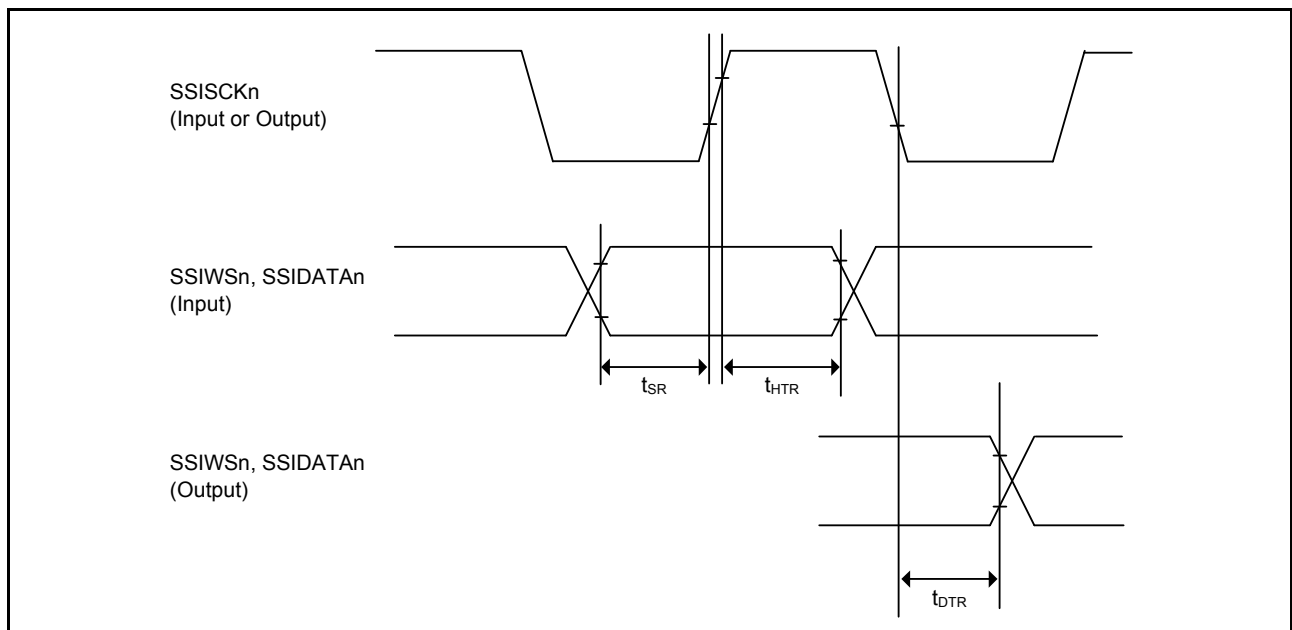 SSISCKn
(Input or Output)
SSIWSn, SSIDATAn
(Input)
tSR
tHTR
SSIWSn, SSIDATAn
(Output)
tDTR